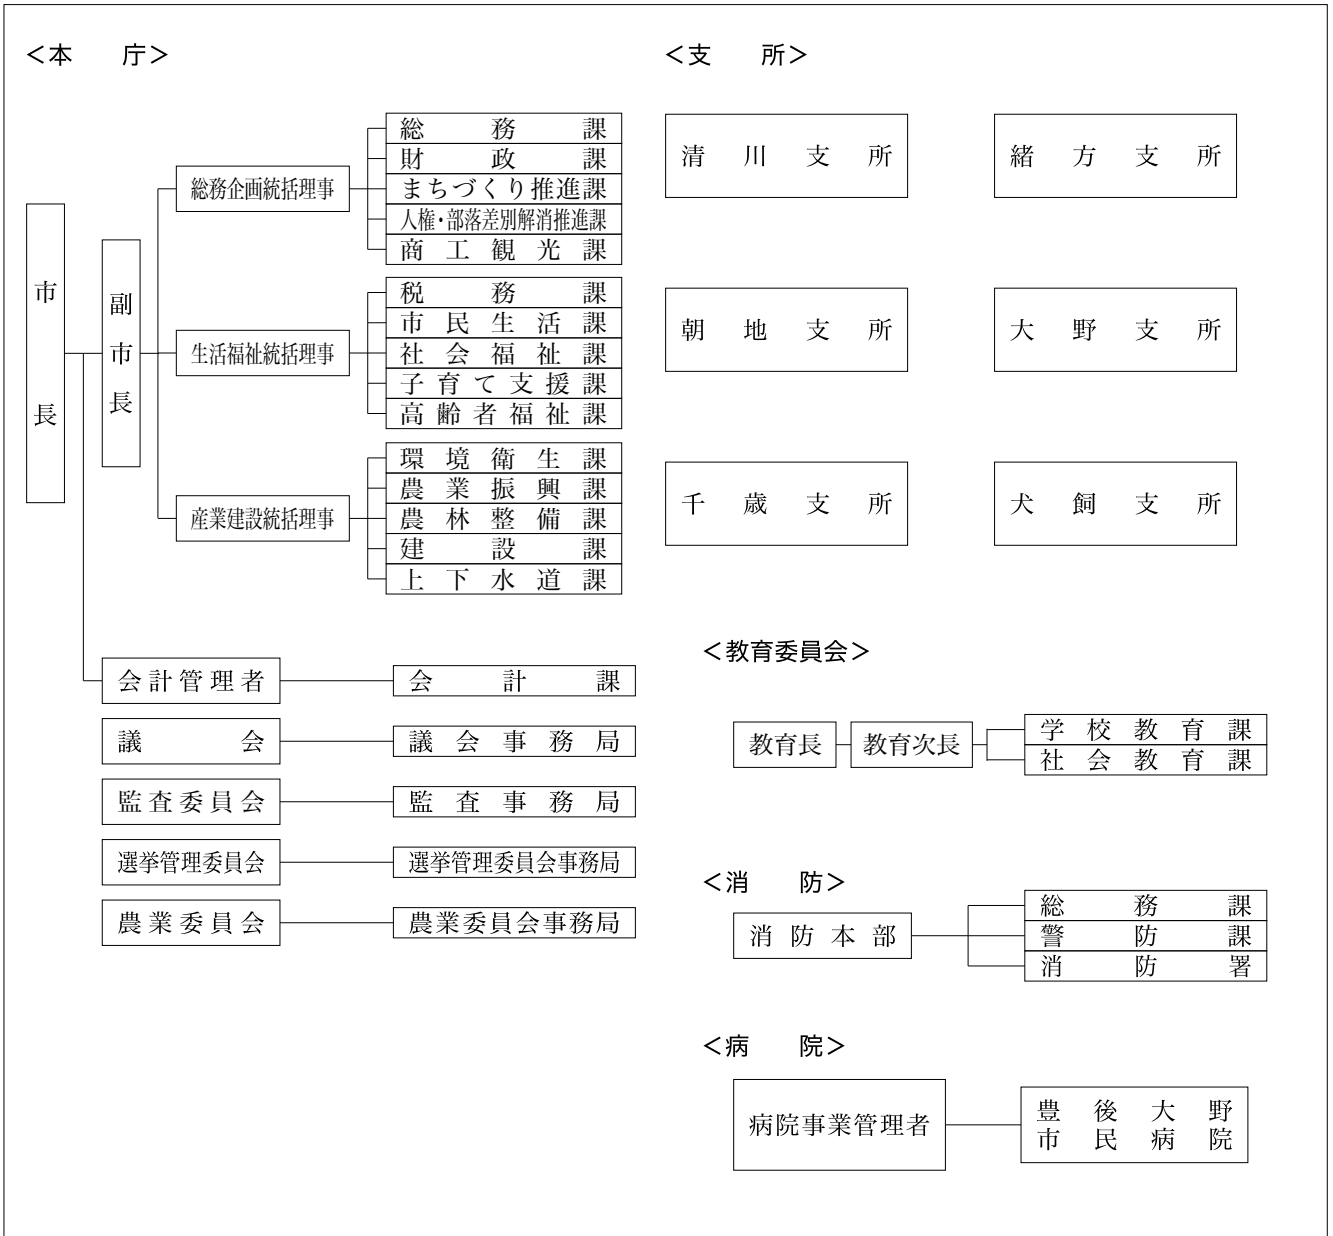 ＜本　庁＞
市長
副市長
総務企画統括理事
総務課
財政課
まちづくり推進課
人権・部落差別解消推進課
商工観光課
生活福祉統括理事
税務課
市民生活課
社会福祉課
子育て支援課
高齢者福祉課
産業建設統括理事
環境衛生課
農業振興課
農林整備課
建設課
上下水道課
会計管理者
会計課
議会
議会事務局
監査委員会
監査事務局
選挙管理委員会
選挙管理委員会事務局
農業委員会
農業委員会事務局
＜支　所＞
清川支所
緒方支所
朝地支所
大野支所
千歳支所
犬飼支所
＜教育委員会＞
教育長
教育次長
学校教育課
社会教育課
＜消　防＞
消防本部
総務課
警防課
消防署
＜病　院＞
病院事業管理者
豊後大野
市民病院